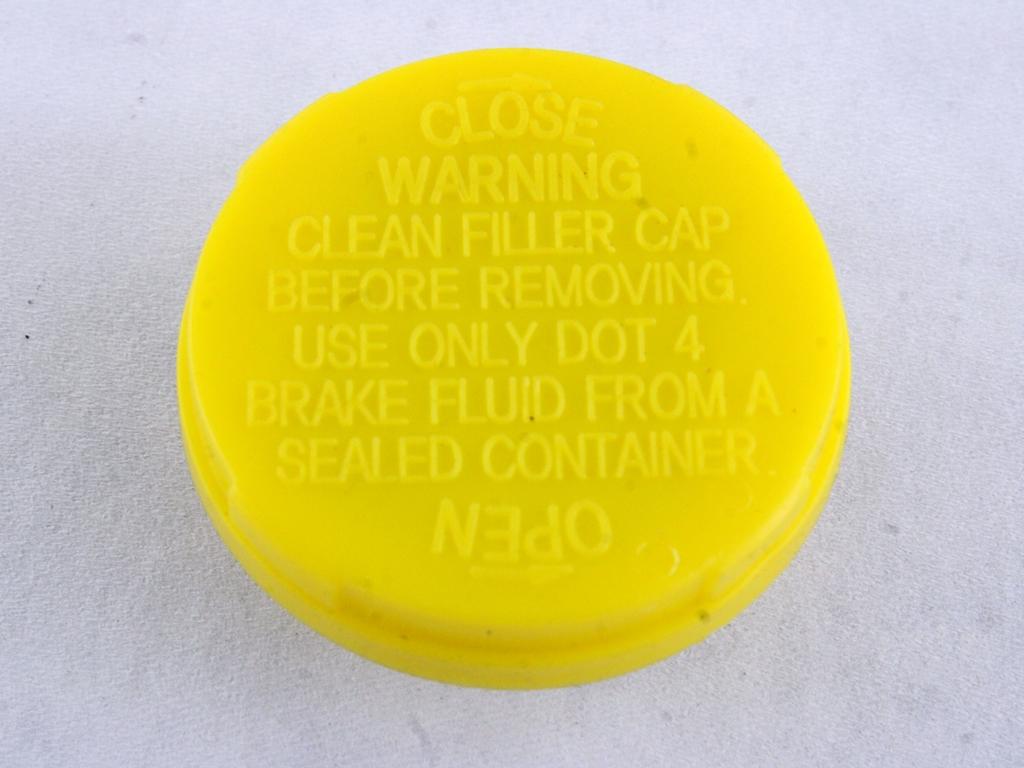 CLOSE
WARNING
CLEAN FILLER CAP
BEFORE REMOVING.
USE ONLY DOT 4
BRAKE FLUID FROM A
SEALED CONTAINER.
OPEN